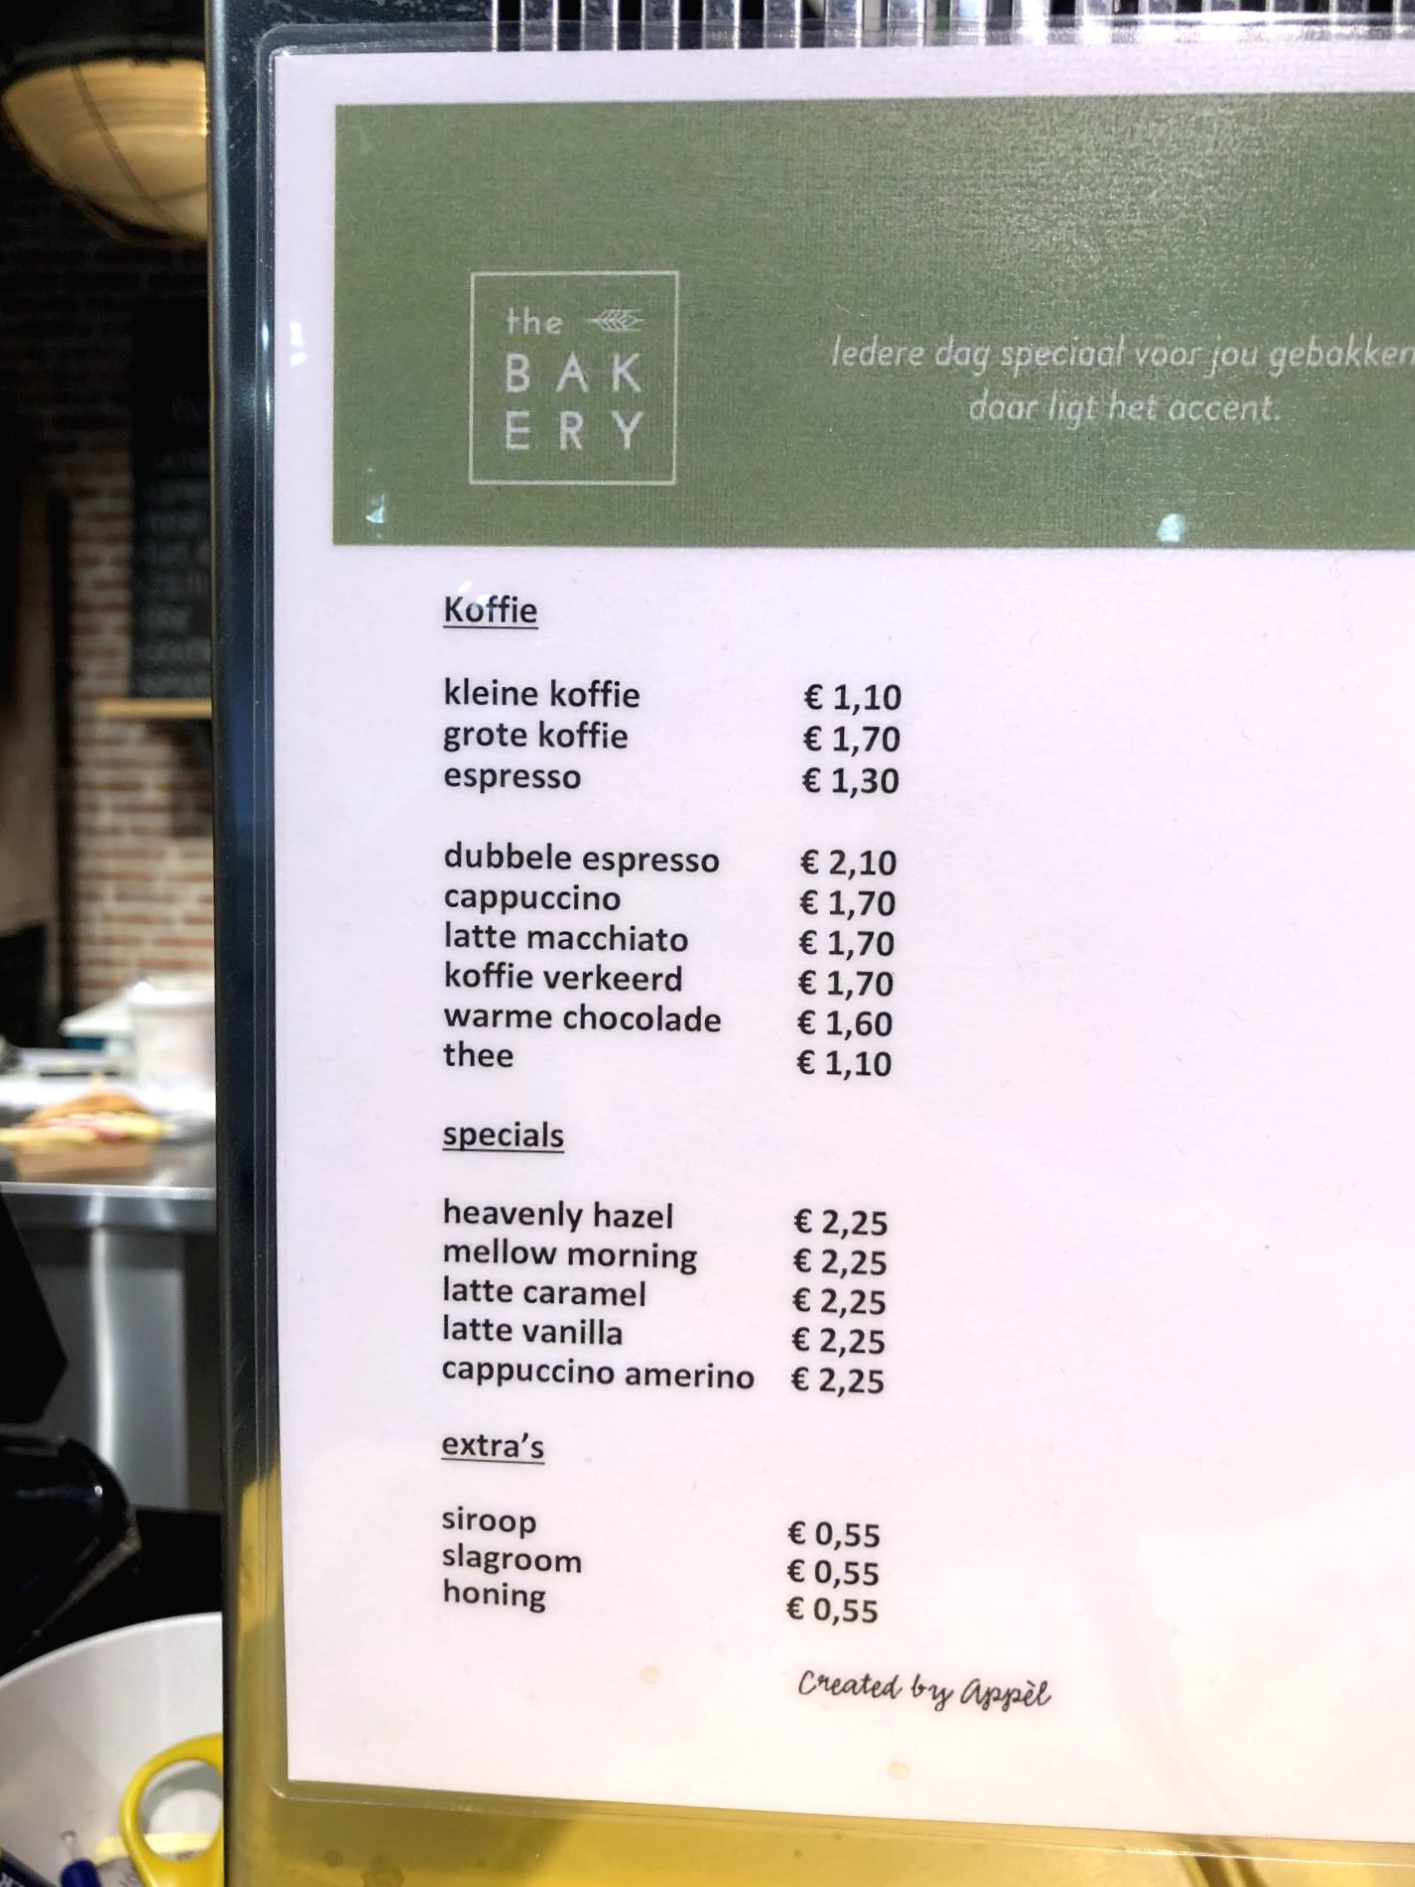 the
BAK
ERY
Iedere dag speciaal voor jou gebakken
daar ligt het accent.
Koffie
kleine koffie € 1,10
grote koffie € 1,70
espresso € 1,30
dubbele espresso € 2,10
cappuccino € 1,70
latte macchiato € 1,70
koffie verkeerd € 1,70
warme chocolade € 1,60
thee € 1,10
specials
heavenly hazel € 2,25
mellow morning € 2,25
latte caramel € 2,25
latte vanilla € 2,25
cappuccino amerino € 2,25
extra's
siroop € 0,55
slagroom € 0,55
honing € 0,55
Created by Appèl